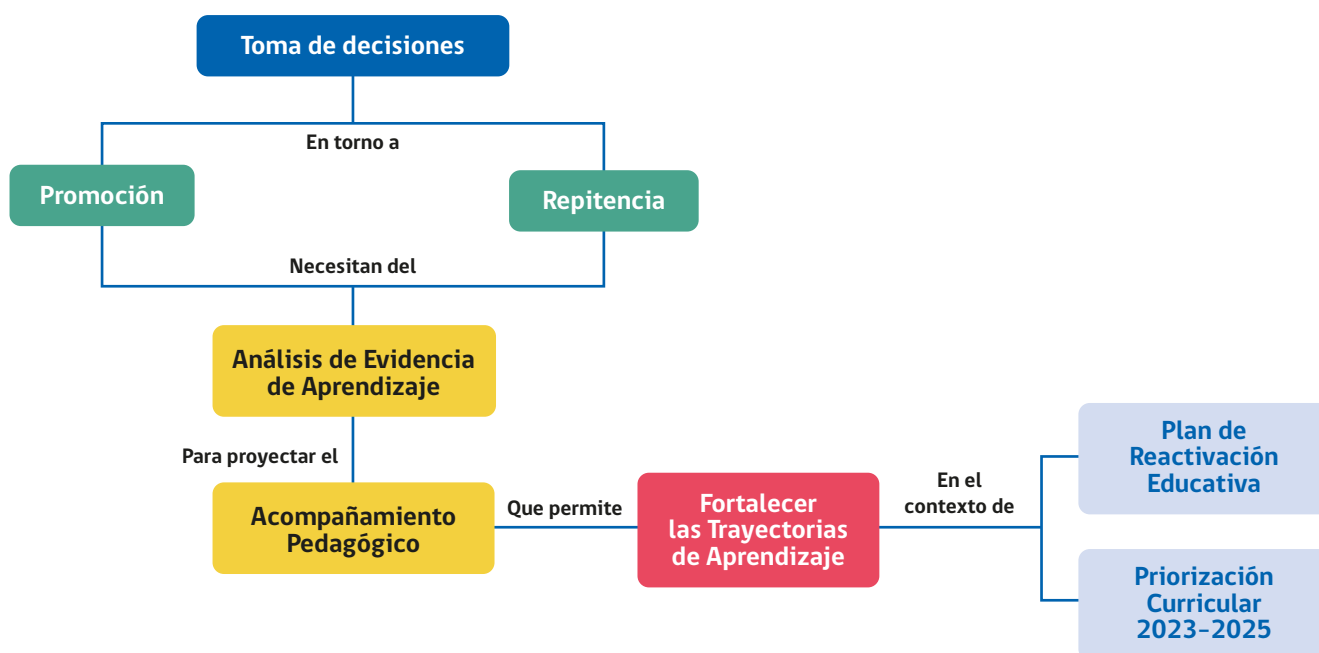 Toma de decisiones
En torno a
Promoción
Repitencia
Necesitan del
Análisis de Evidencia
de Aprendizaje
Para proyectar el
Acompañamiento
Pedagógico
Que permite
Fortalecer
las Trayectorias
de Aprendizaje
En el
contexto de
Plan de
Reactivación
Educativa
Priorización
Curricular
2023–2025